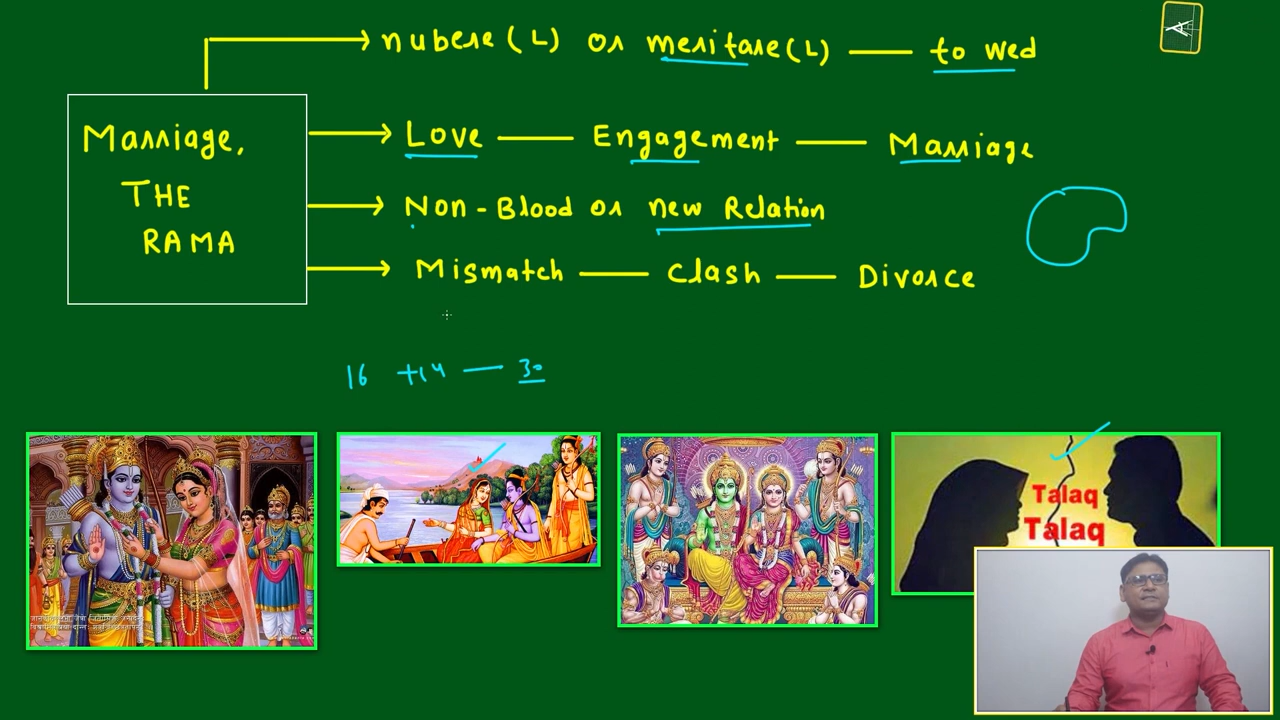 nubere (L) or meritare (L) — to wed
Marriage,
THE
RAMA
Love — Engagement — Marriage
Non-Blood or new Relation
Mismatch — Clash — Divorce
16 +14 — 30
Talaq
Talaq